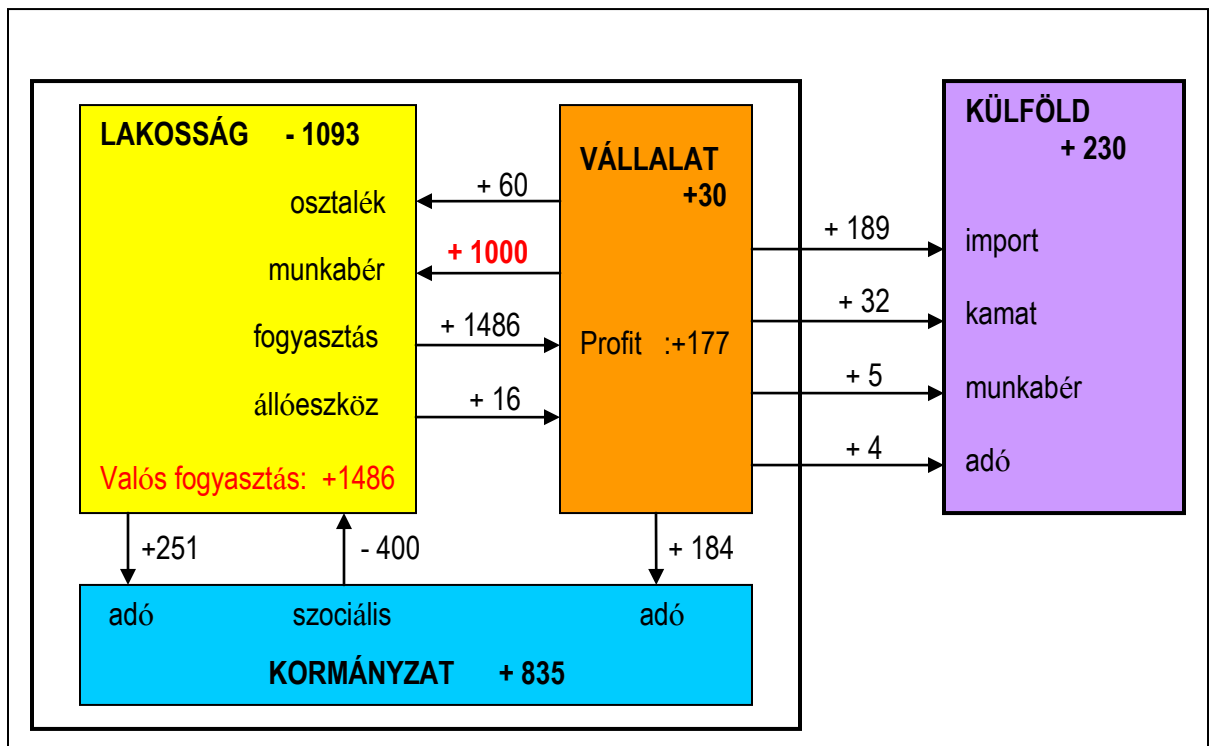 LAKOSSÁG - 1093
osztalék
munkabér
fogyasztás
állóeszköz
Valós fogyasztás: +1486
+ 60
+ 1000
+ 1486
+ 16
VÁLLALAT
+30
Profit :+177
+ 189
+ 32
+ 5
+ 4
KÜLFÖLD
+ 230
import
kamat
munkabér
adó
+251
- 400
+ 184
adó szociális adó
KORMÁNYZAT + 835